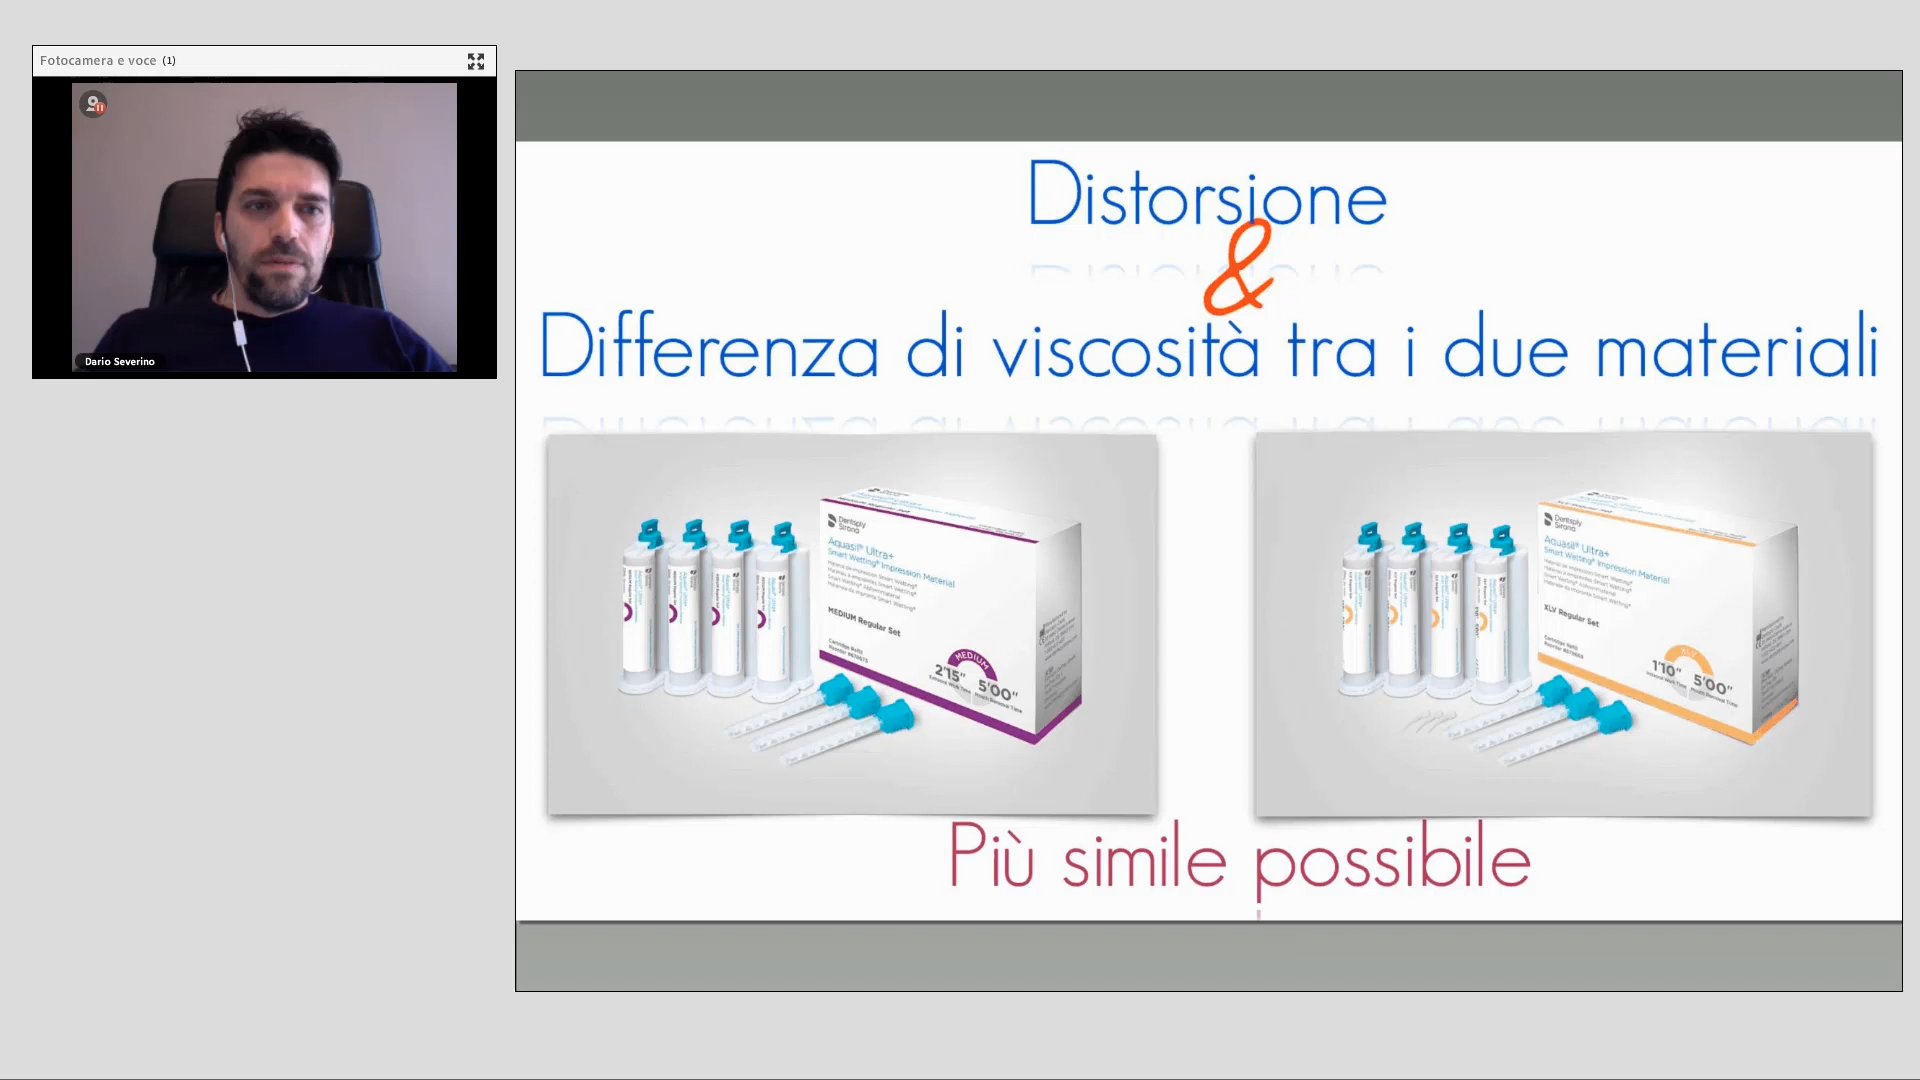 Fotocamera e voce (1)
Dario Severino
Distorsione
&
Differenza di viscosità tra i due materiali
Dentsply
Sirona
Aquasil® Ultra+
Smart Wetting® Impression Material
MEDIUM Regular Set
MEDIUM
2'15" 5'00"
Dentsply
Sirona
Aquasil® Ultra+
Smart Wetting® Impression Material
XLV Regular Set
XLV
1'10" 5'00"
Più simile possibile